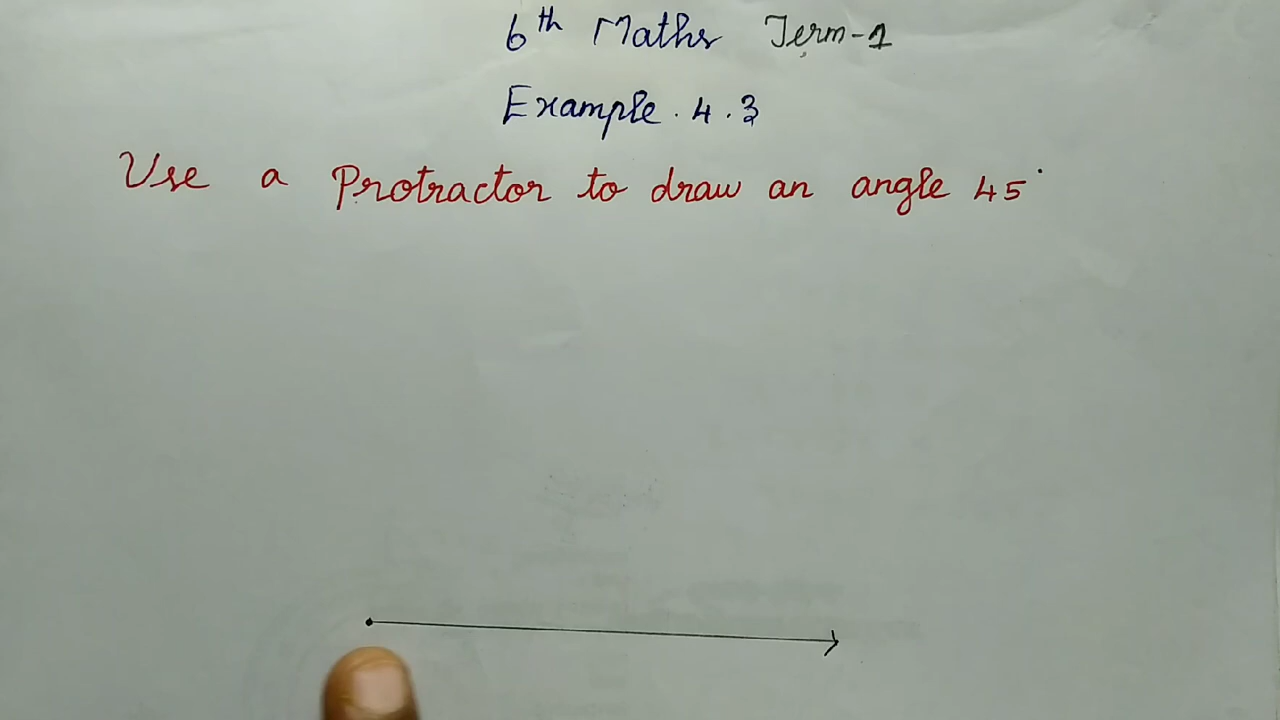 6th Maths Term-1
Example. 4.3
Use a Protractor to draw an angle 45°